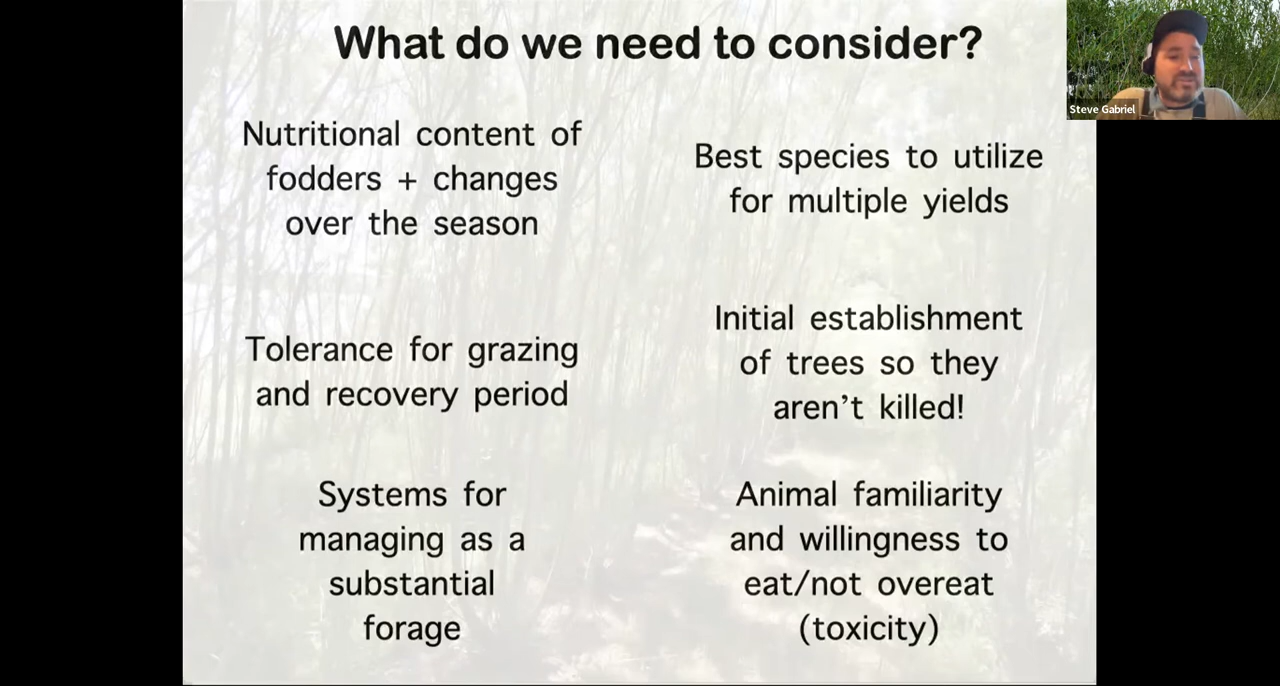 What do we need to consider?
Steve Gabriel
Nutritional content of
fodders + changes
over the season
Best species to utilize
for multiple yields
Tolerance for grazing
and recovery period
Initial establishment
of trees so they
aren't killed!
Systems for
managing as a
substantial
forage
Animal familiarity
and willingness to
eat/not overeat
(toxicity)